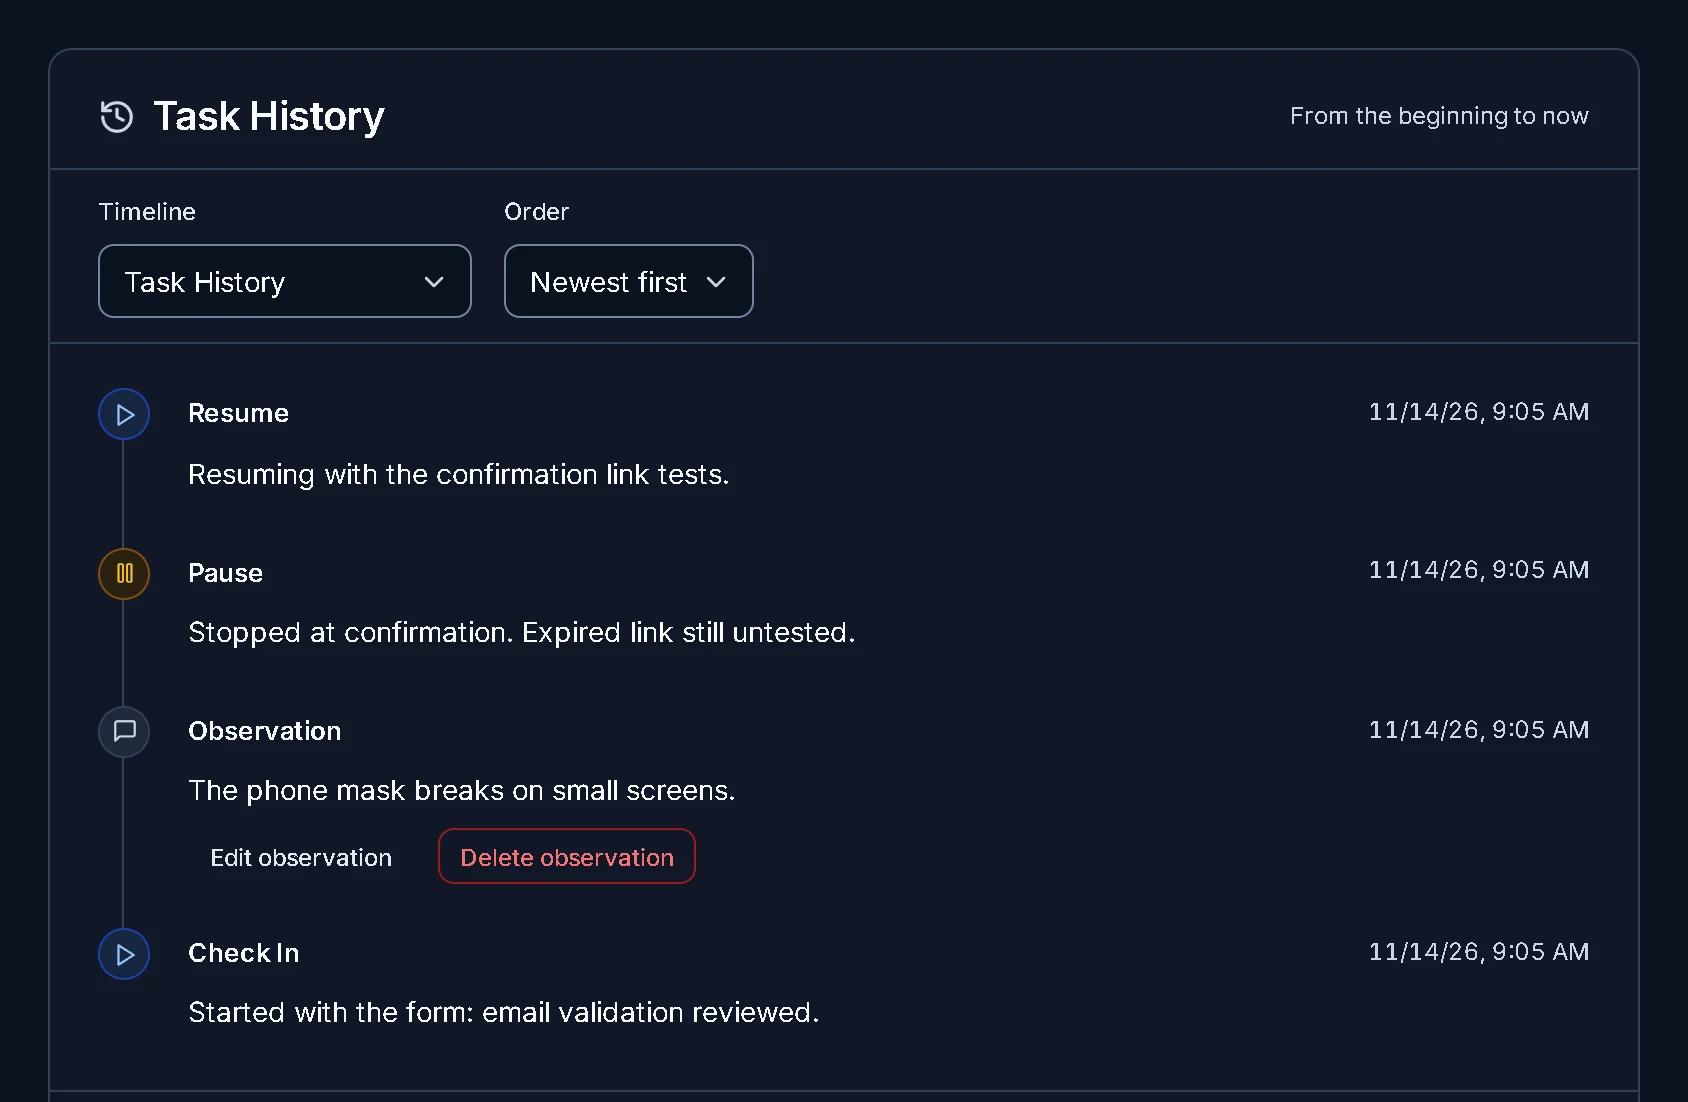 Task History
From the beginning to now
Timeline
Order
Task History
Newest first
Resume
11/14/26, 9:05 AM
Resuming with the confirmation link tests.
Pause
11/14/26, 9:05 AM
Stopped at confirmation. Expired link still untested.
Observation
11/14/26, 9:05 AM
The phone mask breaks on small screens.
Edit observation
Delete observation
Check In
11/14/26, 9:05 AM
Started with the form: email validation reviewed.